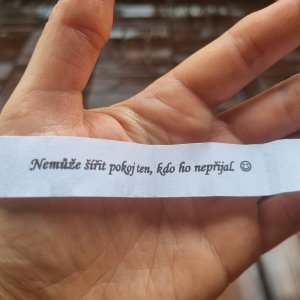 Nemůže šířit pokoj ten, kdo ho nepřijal. ☺